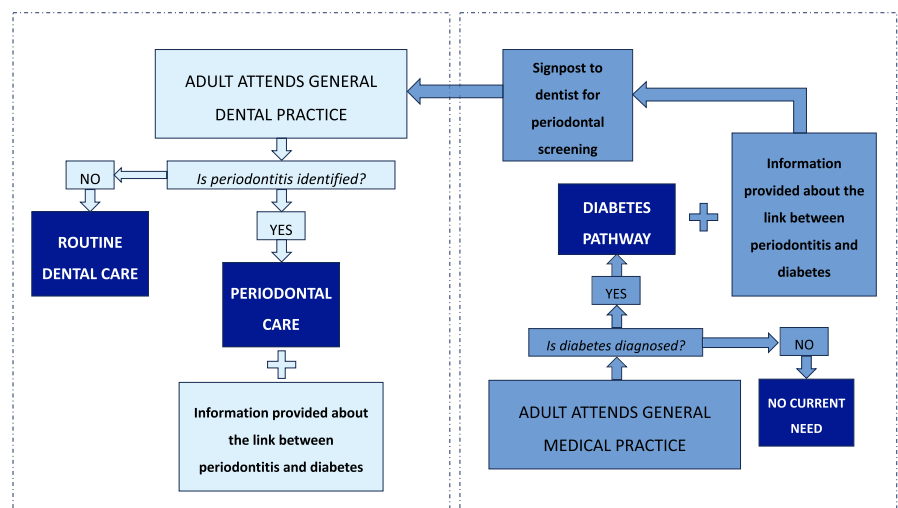 ADULT ATTENDS GENERAL
DENTAL PRACTICE
Is periodontitis identified?
NO
ROUTINE
DENTAL CARE
YES
PERIODONTAL
CARE
Information provided about
the link between
periodontitis and diabetes
Signpost to
dentist for
periodontal
screening
Information
provided about the
link between
periodontitis and
diabetes
DIABETES
PATHWAY
YES
Is diabetes diagnosed?
NO
NO CURRENT
NEED
ADULT ATTENDS GENERAL
MEDICAL PRACTICE